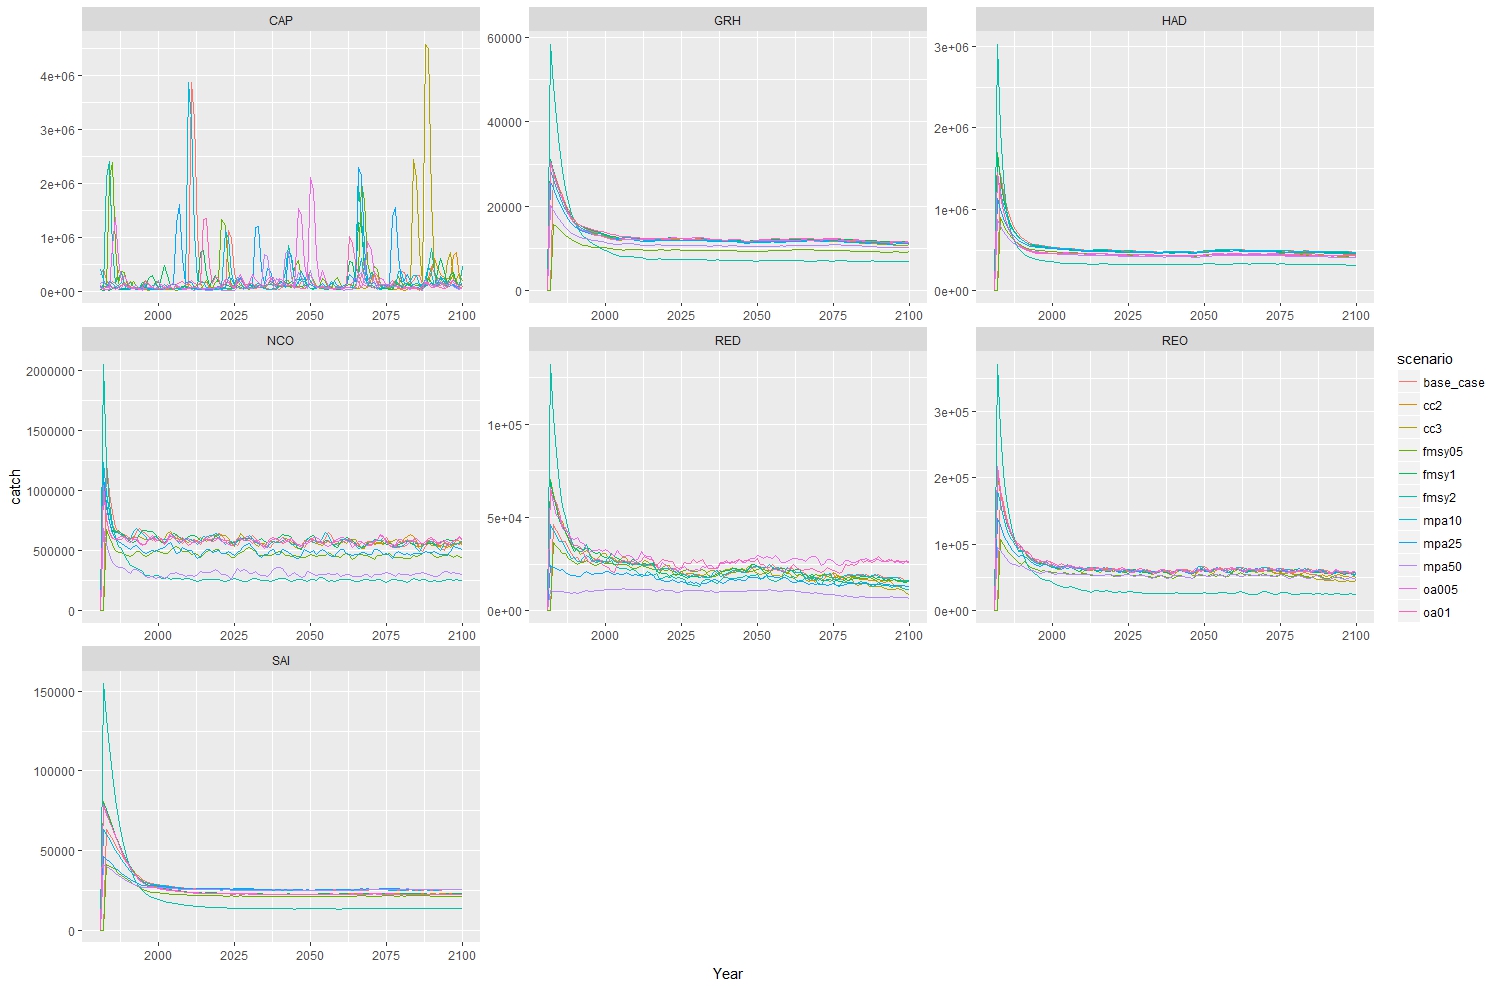 CAP
GRH
HAD
4e+06
3e+06
2e+06
1e+06
0e+00
2000 2025 2050 2075 2100
60000
40000
20000
0
2000 2025 2050 2075 2100
3e+06
2e+06
1e+06
0e+00
2000 2025 2050 2075 2100
NCO
RED
REO
2000000
1500000
1000000
500000
0
2000 2025 2050 2075 2100
1e+05
5e+04
0e+00
2000 2025 2050 2075 2100
3e+05
2e+05
1e+05
0e+00
2000 2025 2050 2075 2100
SAI
150000
100000
50000
0
2000 2025 2050 2075 2100
catch
Year
scenario
base_case
cc2
cc3
fmsy05
fmsy1
fmsy2
mpa10
mpa25
mpa50
oa005
oa01